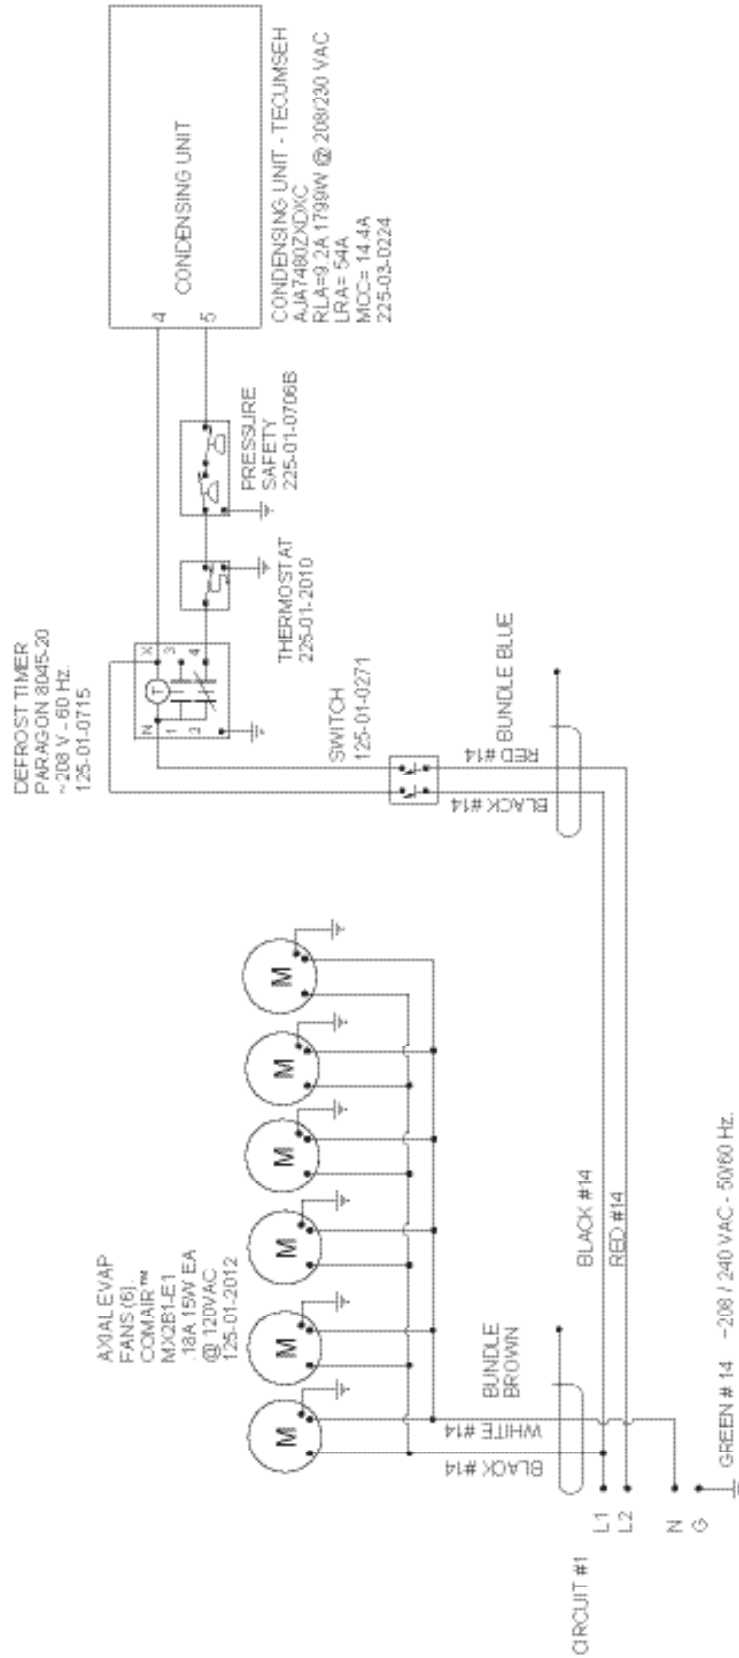 DEFROST TIMER
PARAGON 8045-20
~208 V - 60 Hz.
125-01-0715
N
X
1
3
2
4
T
CONDENSING UNIT
4
5
CONDENSING UNIT - TECUMSEH
AJA7480ZXDXC
RLA=9.2A 1799W @ 208/230 VAC
LRA= 54A
MCC= 14.4A
225-03-0224
PRESSURE
SAFETY
225-01-0706B
THERMOSTAT
225-01-2010
SWITCH
125-01-0271
BLACK #14
RED #14
BUNDLE BLUE
AXIAL EVAP
FANS (6).
COMAIR™
MX2B1-E1
.18A 15W EA
@ 120VAC
125-01-2012
M
M
M
M
M
M
BLACK #14
WHITE #14
BUNDLE
BROWN
BLACK #14
RED #14
CIRCUIT #1
L1
L2
N
G
GREEN # 14
~208 / 240 VAC - 50/60 Hz.